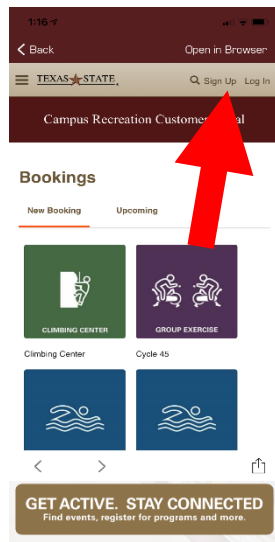 1:16
Back Open in Browser
TEXAS STATE Sign Up Log In
Campus Recreation Customer al
Bookings
New Booking Upcoming
CLIMBING CENTER GROUP EXERCISE
Climbing Center Cycle 45
GET ACTIVE. STAY CONNECTED
Find events, register for programs and more.